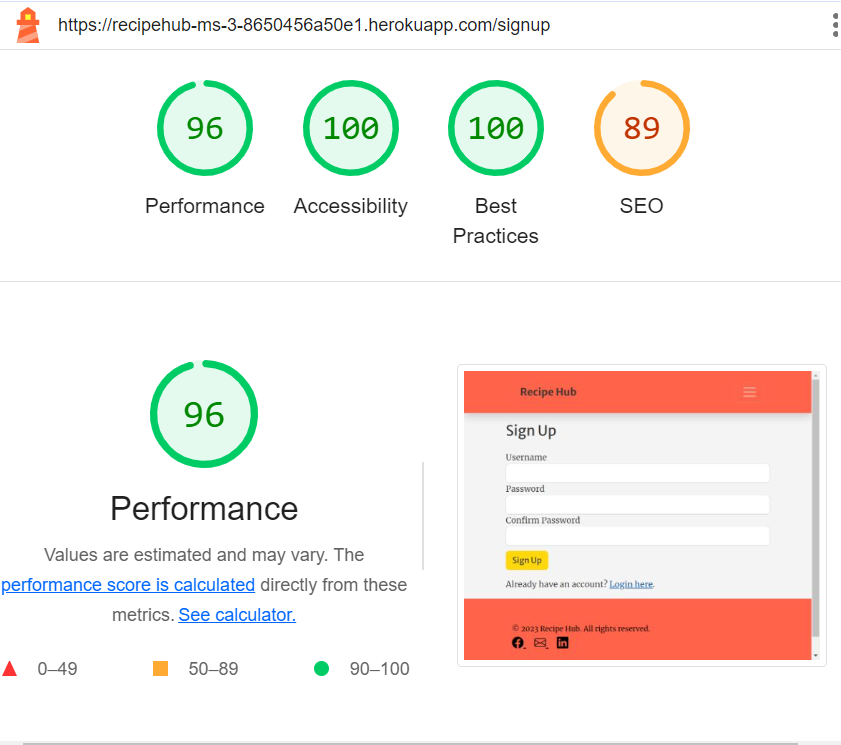 https://recipehub-ms-3-8650456a50e1.herokuapp.com/signup
96 100 100 89
Performance Accessibility Best Practices SEO
96
Performance
Values are estimated and may vary. The
performance score is calculated directly from these
metrics. See calculator.
0–49 50–89 90–100
Recipe Hub
Sign Up
Username
Password
Confirm Password
Sign Up
Already have an account? Login here.
© 2023 Recipe Hub. All rights reserved.